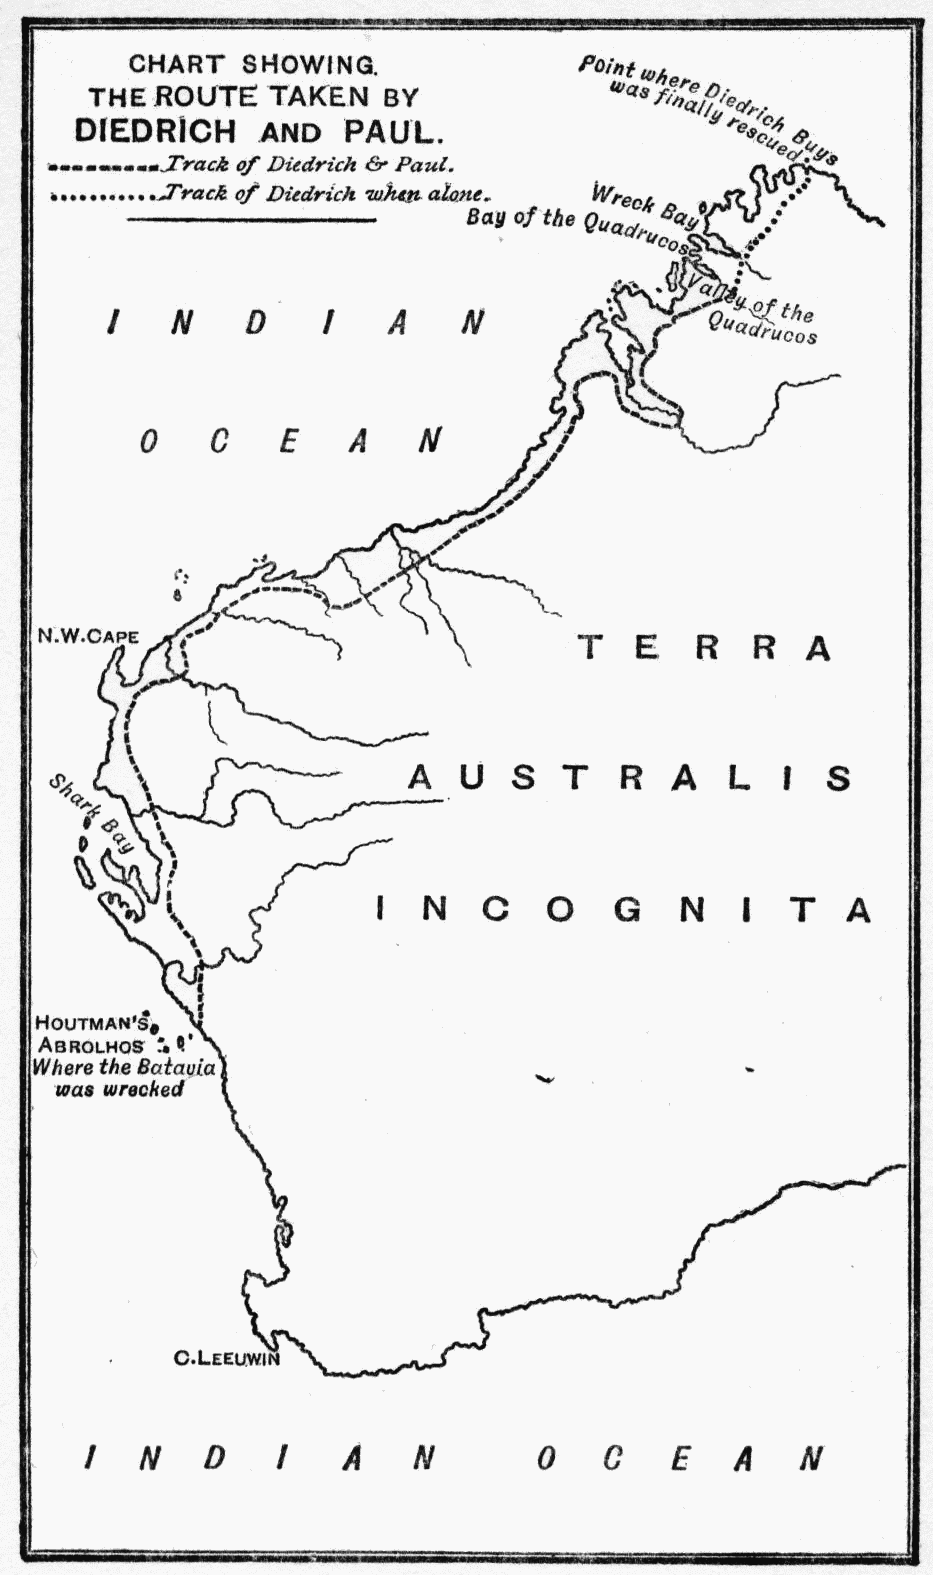 CHART SHOWING.
THE ROUTE TAKEN BY
DIEDRICH AND PAUL.
Track of Diedrich & Paul.
Track of Diedrich when alone.
Point where Diedrich Buys
was finally rescued
Wreck Bay
Bay of the Quadrucos
Valley of the
Quadrucos
INDIAN
OCEAN
N.W.CAPE
TERRA
AUSTRALIS
Shark Bay
INCOGNITA
HOUTMAN'S
ABROLHOS
Where the Batavia
was wrecked
C.LEEUWIN
INDIAN OCEAN